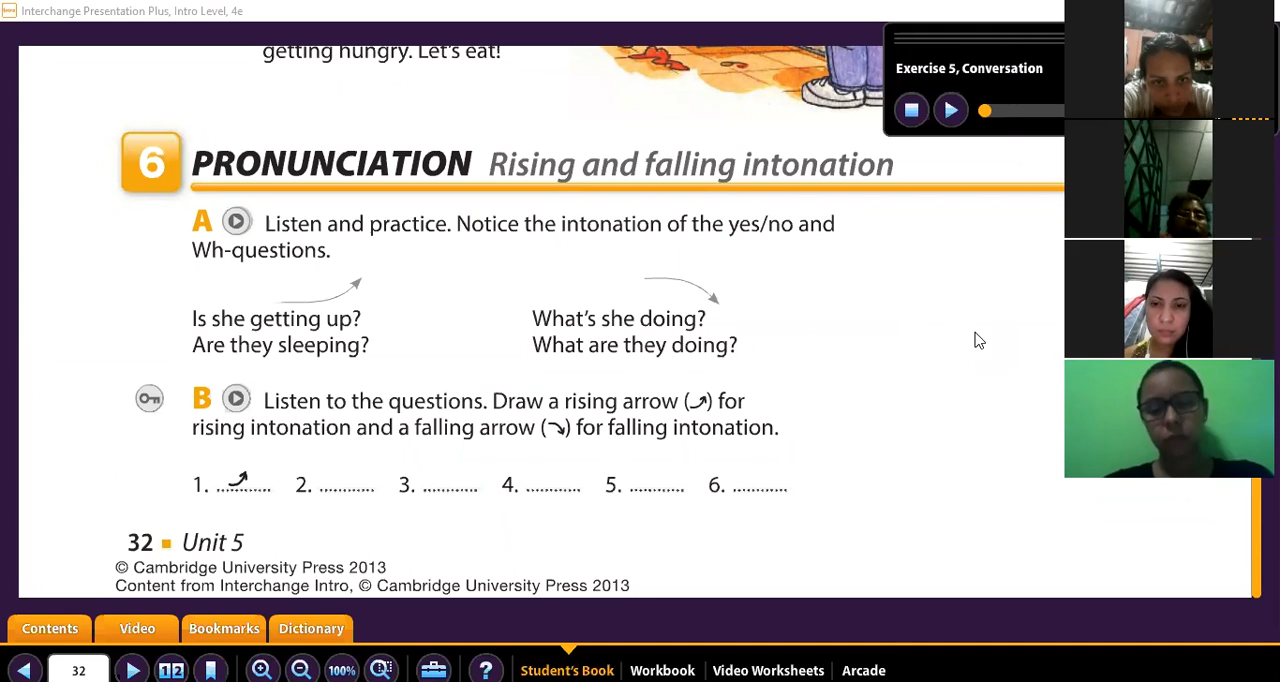 Interchange Presentation Plus, Intro Level, 4e
getting hungry. Let's eat!
Exercise 5, Conversation
6 PRONUNCIATION Rising and falling intonation
A Listen and practice. Notice the intonation of the yes/no and
Wh-questions.
Is she getting up? What's she doing?
Are they sleeping? What are they doing?
B Listen to the questions. Draw a rising arrow (⤴) for
rising intonation and a falling arrow (⤵) for falling intonation.
1. ........... 2. ........... 3. ........... 4. ........... 5. ........... 6. ...........
32 ▪ Unit 5
© Cambridge University Press 2013
Content from Interchange Intro, © Cambridge University Press 2013
Contents Video Bookmarks Dictionary
32 1 2 100% ? Student's Book Workbook Video Worksheets Arcade